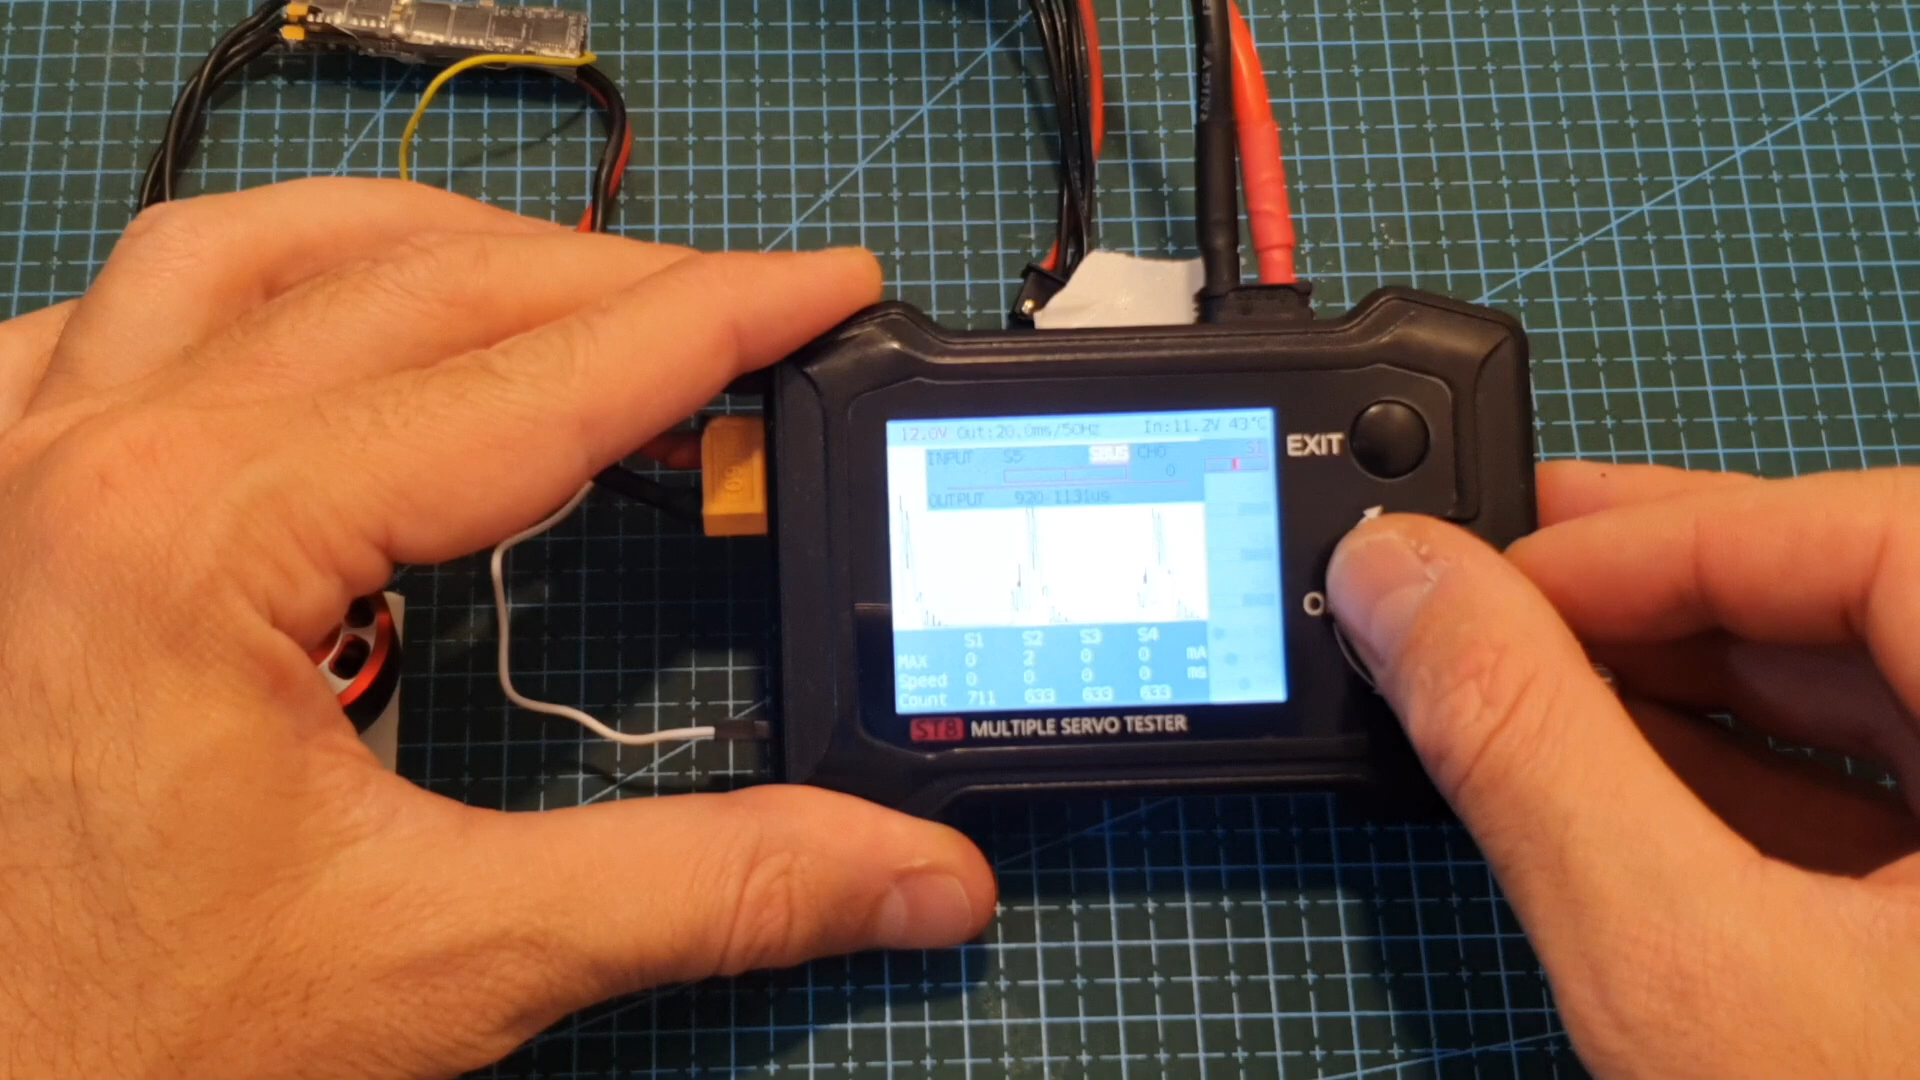 12.0V Out:20.0ms/50Hz In:11.2V 43°C
INPUT S5 SBUS CH0 S1
0
OUTPUT 920-1131us
S1 S2 S3 S4
MAX 0 2 0 0 mA
Speed 0 0 0 0 ms
Count 711 633 633 633
ST8 MULTIPLE SERVO TESTER
EXIT